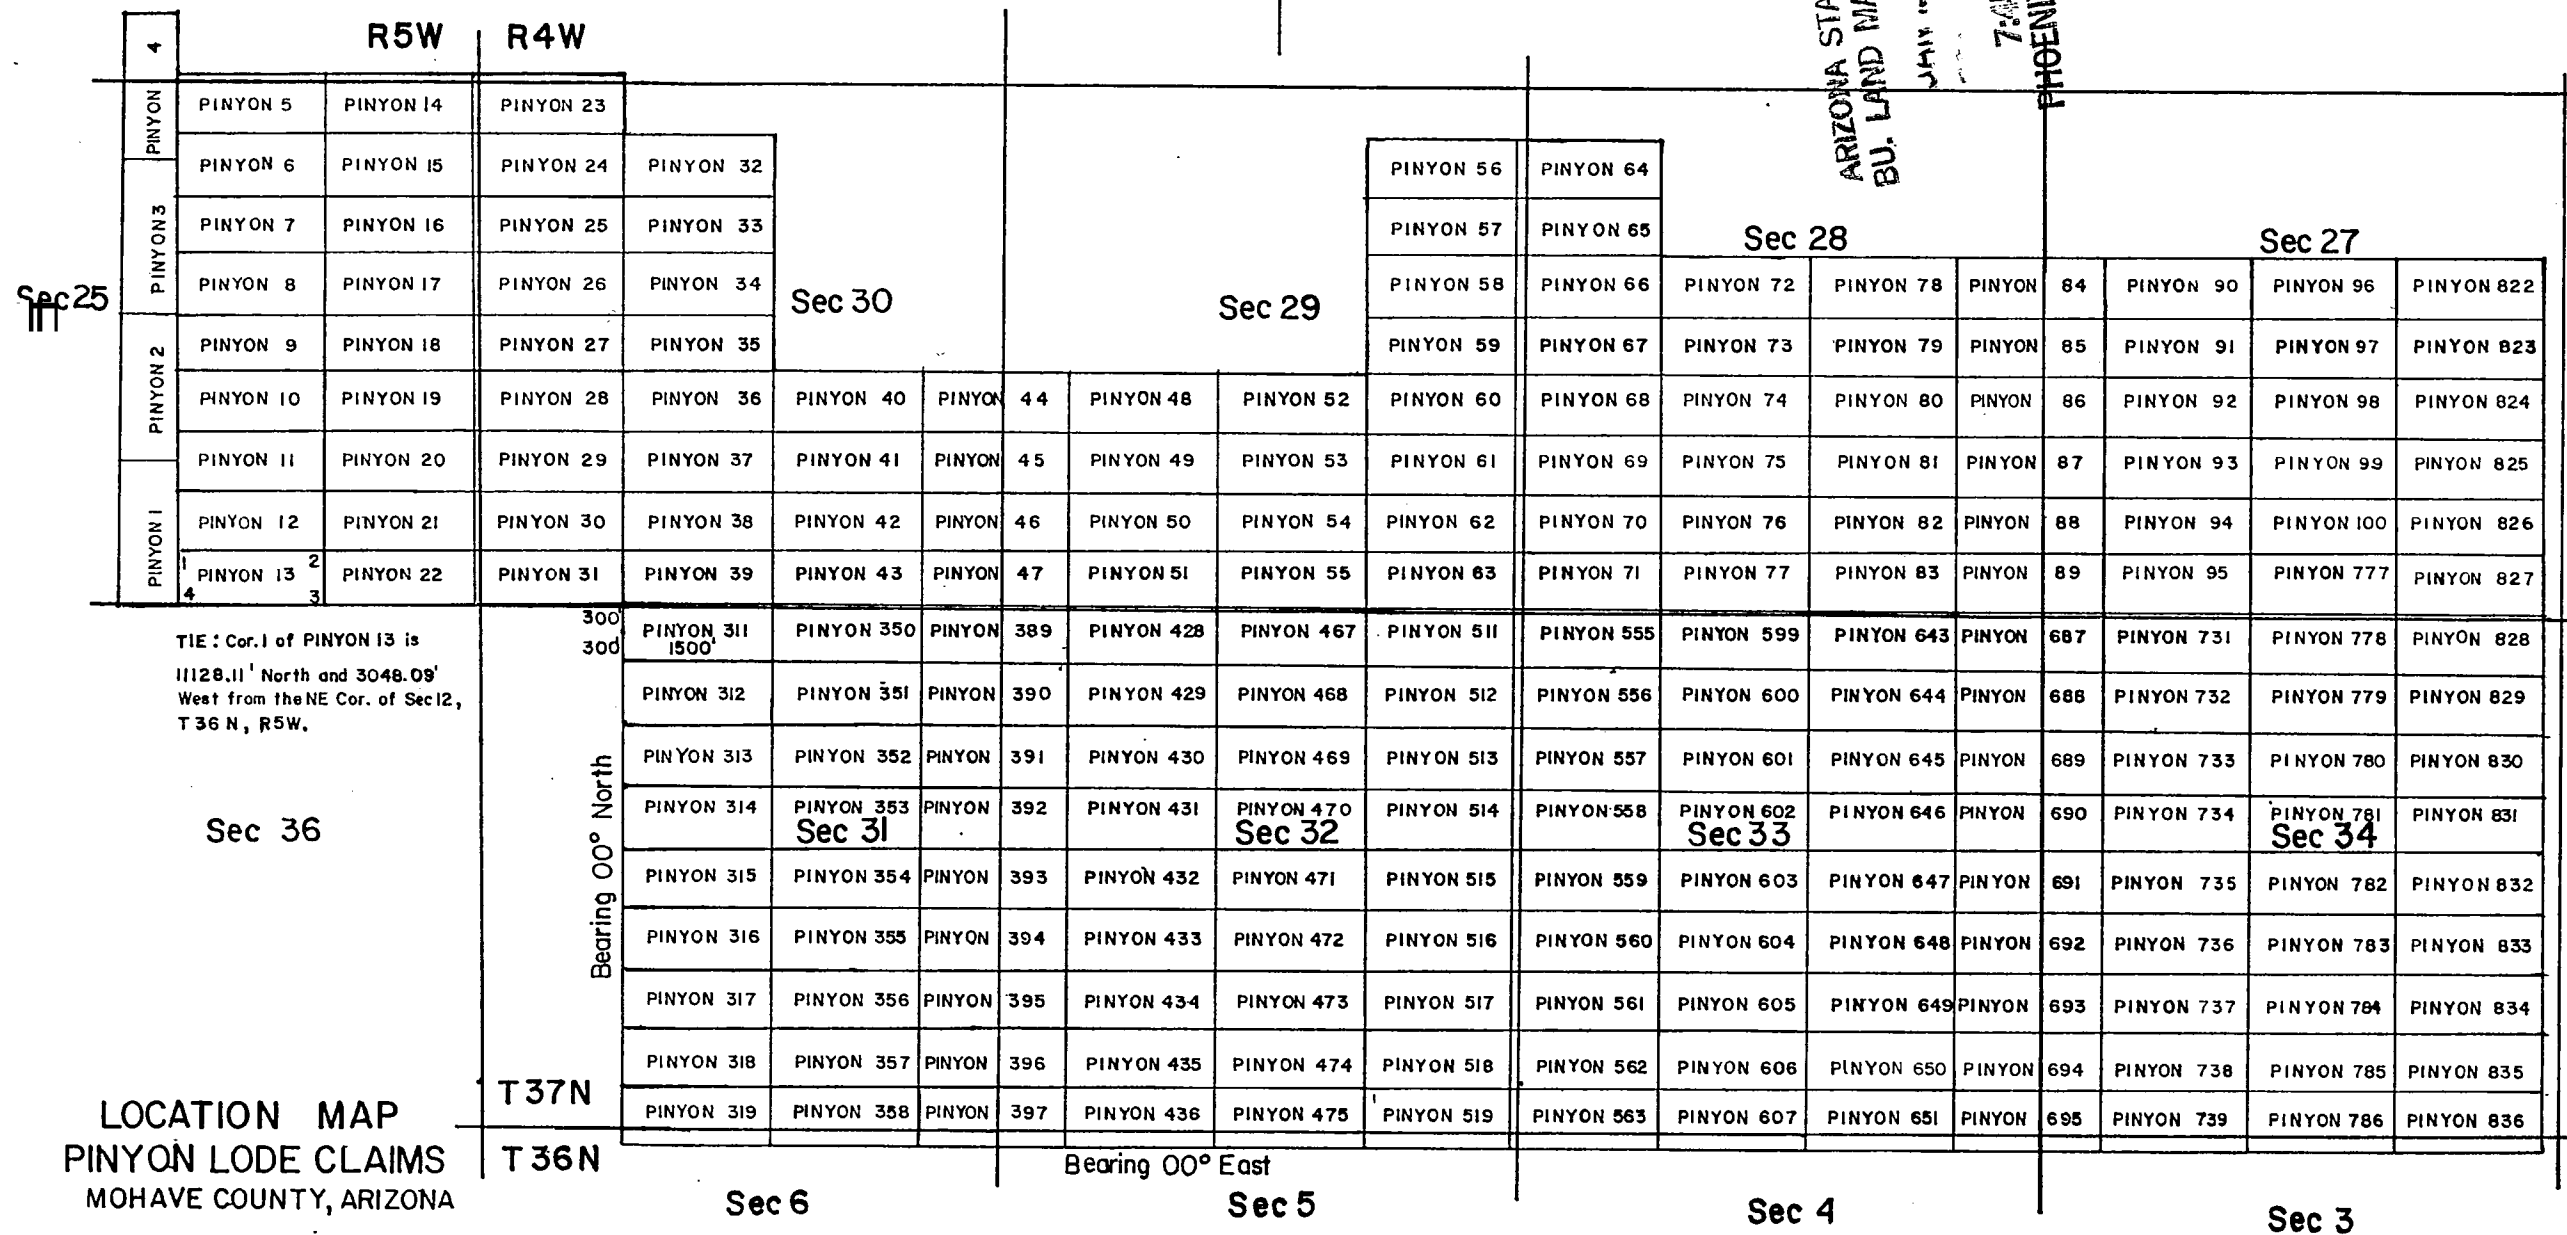 R5W R4W
ARIZONA STA
BU. LAND MA
PHOENI
4
PINYON
PINYON 3
PINYON 2
PINYON 1
PINYON 5 PINYON 14 PINYON 23
PINYON 6 PINYON 15 PINYON 24 PINYON 32 PINYON 56 PINYON 64
PINYON 7 PINYON 16 PINYON 25 PINYON 33 PINYON 57 PINYON 65
Sec 28 Sec 27
PINYON 8 PINYON 17 PINYON 26 PINYON 34 PINYON 58 PINYON 66 PINYON 72 PINYON 78 PINYON 84 PINYON 90 PINYON 96 PINYON 822
Sec 25 Sec 30 Sec 29
PINYON 9 PINYON 18 PINYON 27 PINYON 35 PINYON 59 PINYON 67 PINYON 73 PINYON 79 PINYON 85 PINYON 91 PINYON 97 PINYON 823
PINYON 10 PINYON 19 PINYON 28 PINYON 36 PINYON 40 PINYON 44 PINYON 48 PINYON 52 PINYON 60 PINYON 68 PINYON 74 PINYON 80 PINYON 86 PINYON 92 PINYON 98 PINYON 824
PINYON 11 PINYON 20 PINYON 29 PINYON 37 PINYON 41 PINYON 45 PINYON 49 PINYON 53 PINYON 61 PINYON 69 PINYON 75 PINYON 81 PINYON 87 PINYON 93 PINYON 99 PINYON 825
PINYON 12 PINYON 21 PINYON 30 PINYON 38 PINYON 42 PINYON 46 PINYON 50 PINYON 54 PINYON 62 PINYON 70 PINYON 76 PINYON 82 PINYON 88 PINYON 94 PINYON 100 PINYON 826
1 2
PINYON 13 PINYON 22 PINYON 31 PINYON 39 PINYON 43 PINYON 47 PINYON 51 PINYON 55 PINYON 63 PINYON 71 PINYON 77 PINYON 83 PINYON 89 PINYON 95 PINYON 777 PINYON 827
4 3
300'
300'
PINYON 311 PINYON 350 PINYON 389 PINYON 428 PINYON 467 PINYON 511 PINYON 555 PINYON 599 PINYON 643 PINYON 687 PINYON 731 PINYON 778 PINYON 828
1500'
TIE: Cor. 1 of PINYON 13 is
11128.11' North and 3048.09'
West from the NE Cor. of Sec 12,
T 36 N, R5W.
PINYON 312 PINYON 351 PINYON 390 PINYON 429 PINYON 468 PINYON 512 PINYON 556 PINYON 600 PINYON 644 PINYON 688 PINYON 732 PINYON 779 PINYON 829
PINYON 313 PINYON 352 PINYON 391 PINYON 430 PINYON 469 PINYON 513 PINYON 557 PINYON 601 PINYON 645 PINYON 689 PINYON 733 PINYON 780 PINYON 830
PINYON 314 PINYON 353 PINYON 392 PINYON 431 PINYON 470 PINYON 514 PINYON 558 PINYON 602 PINYON 646 PINYON 690 PINYON 734 PINYON 781 PINYON 831
Sec 36 Sec 31 Sec 32 Sec 33 Sec 34
Bearing 00° North
PINYON 315 PINYON 354 PINYON 393 PINYON 432 PINYON 471 PINYON 515 PINYON 559 PINYON 603 PINYON 647 PINYON 691 PINYON 735 PINYON 782 PINYON 832
PINYON 316 PINYON 355 PINYON 394 PINYON 433 PINYON 472 PINYON 516 PINYON 560 PINYON 604 PINYON 648 PINYON 692 PINYON 736 PINYON 783 PINYON 833
PINYON 317 PINYON 356 PINYON 395 PINYON 434 PINYON 473 PINYON 517 PINYON 561 PINYON 605 PINYON 649 PINYON 693 PINYON 737 PINYON 784 PINYON 834
PINYON 318 PINYON 357 PINYON 396 PINYON 435 PINYON 474 PINYON 518 PINYON 562 PINYON 606 PINYON 650 PINYON 694 PINYON 738 PINYON 785 PINYON 835
PINYON 319 PINYON 358 PINYON 397 PINYON 436 PINYON 475 PINYON 519 PINYON 563 PINYON 607 PINYON 651 PINYON 695 PINYON 739 PINYON 786 PINYON 836
T37N
T36N
Bearing 00° East
Sec 6 Sec 5 Sec 4 Sec 3
LOCATION MAP
PINYON LODE CLAIMS
MOHAVE COUNTY, ARIZONA